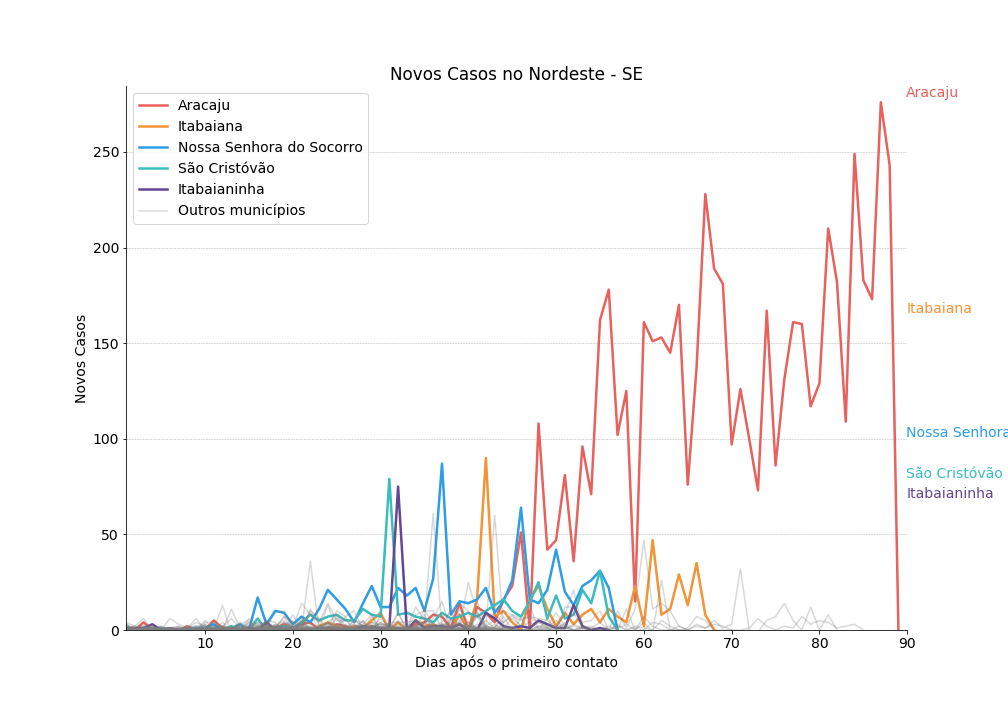 Novos Casos no Nordeste - SE
Aracaju
Itabaiana
Nossa Senhora do Socorro
São Cristóvão
Itabaianinha
Outros municípios
Novos Casos
250
200
150
100
50
0
10
20
30
40
50
60
70
80
90
Dias após o primeiro contato
Aracaju
Itabaiana
Nossa Senhora
São Cristóvão
Itabaianinha